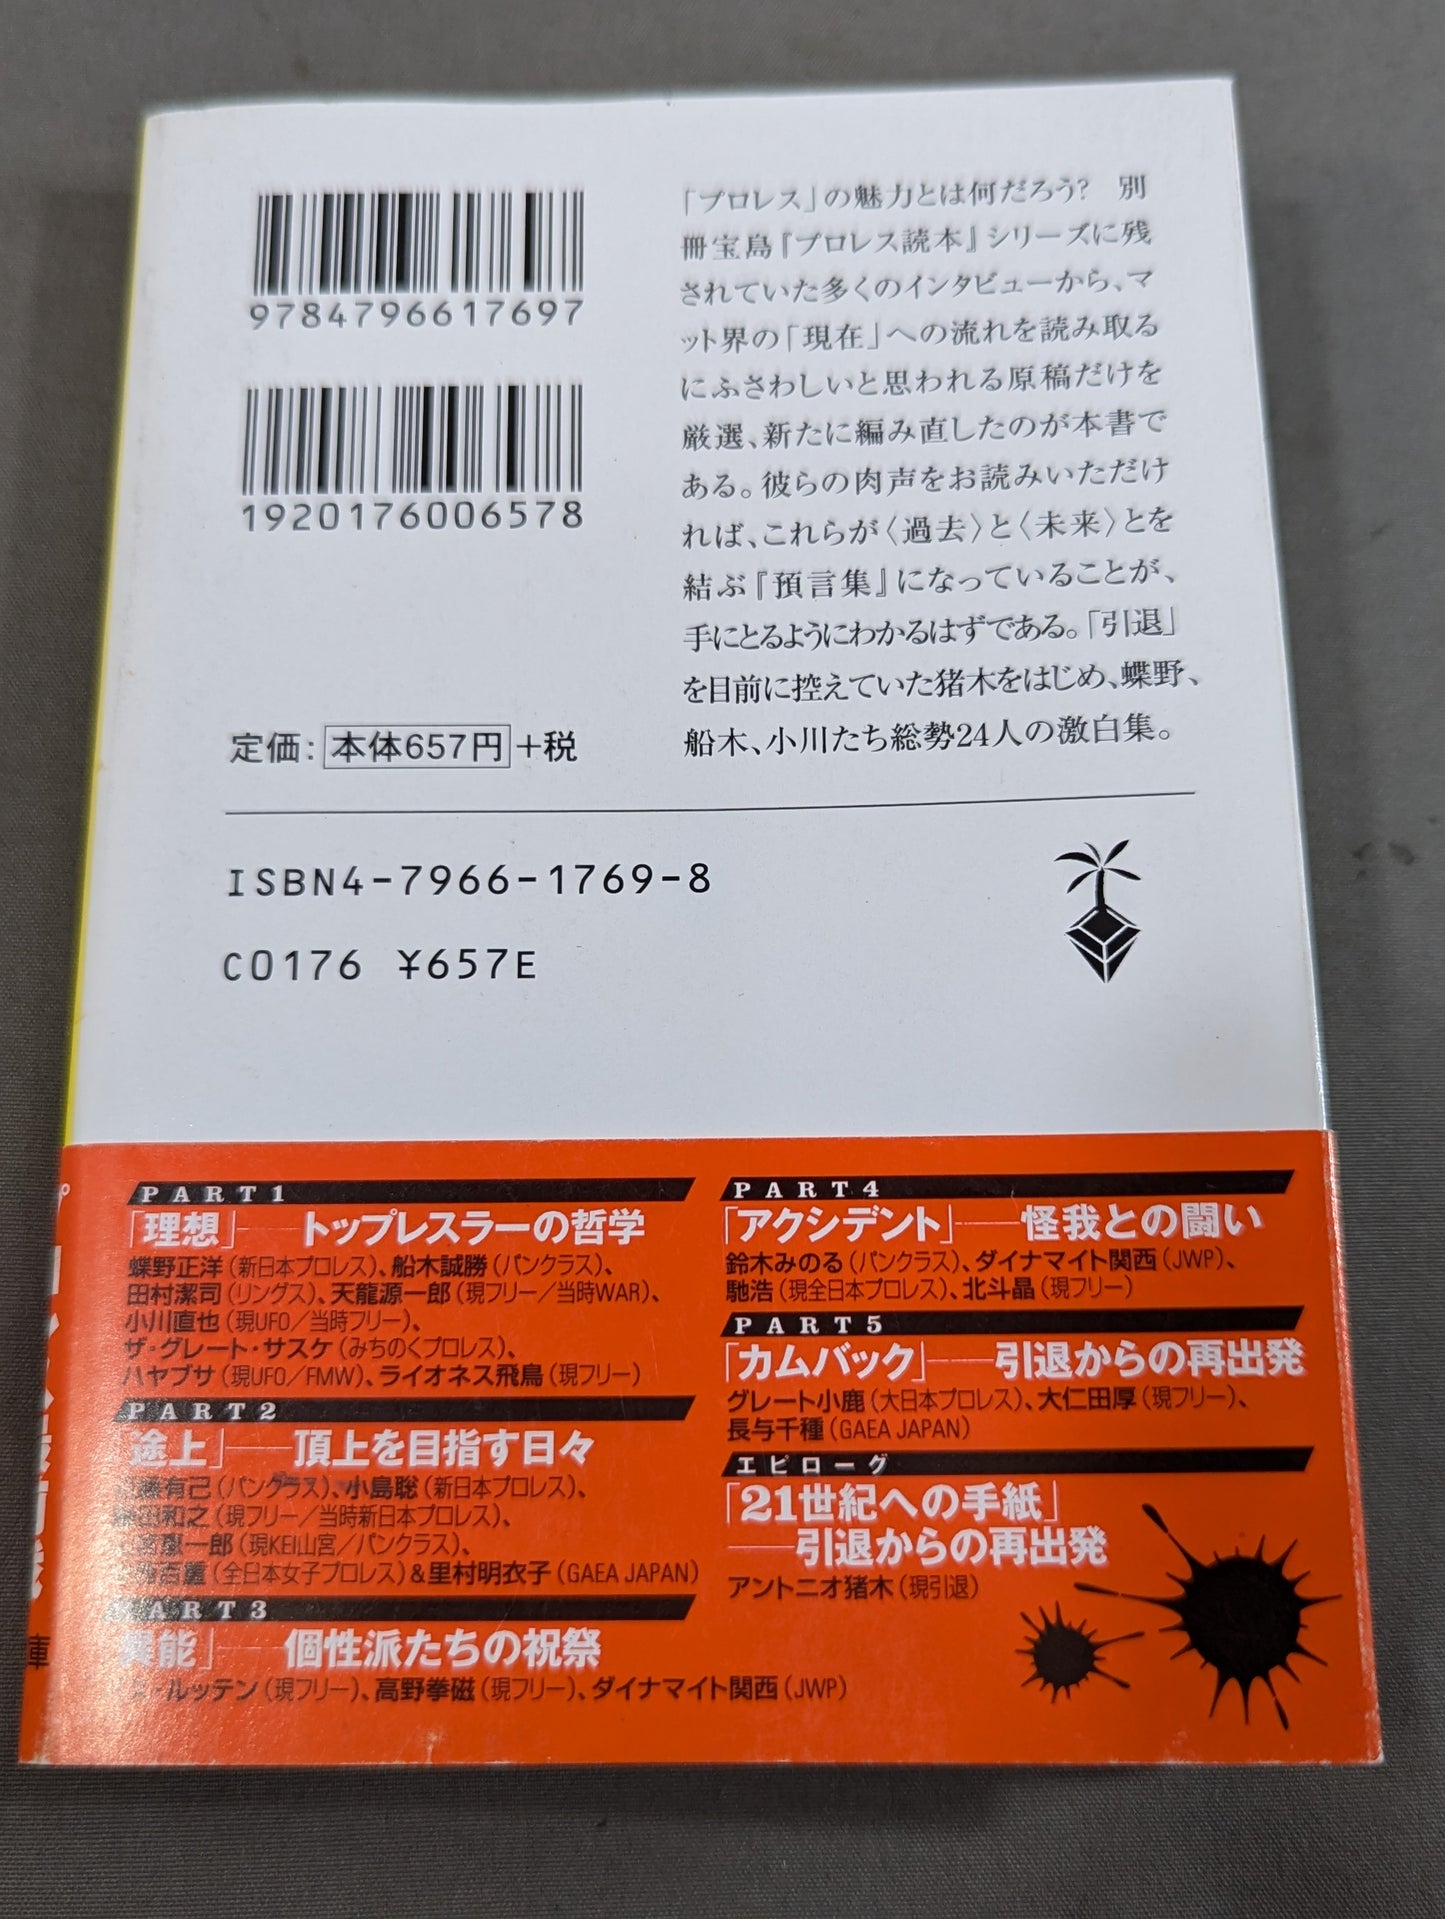 9784796617697
1920176006578
定価: 本体657円 +税
「プロレス」の魅力とは何だろう? 別
冊宝島『プロレス読本』シリーズに残
されていた多くのインタビューから、マ
ット界の「現在」への流れを読み取る
にふさわしいと思われる原稿だけを
厳選、新たに編み直したのが本書で
ある。彼らの肉声をお読みいただけ
れば、これらが〈過去〉と〈未来〉とを
結ぶ『預言集』になっていることが、
手にとるようにわかるはずである。「引退」
を目前に控えていた猪木をはじめ、蝶野、
船木、小川たち総勢24人の激白集。
ISBN4-7966-1769-8
C0176 ¥657E
PART1
「理想」──トップレスラーの哲学
蝶野正洋(新日本プロレス)、船木誠勝(パンクラス)、
田村潔司(リングス)、天龍源一郎(現フリー/当時WAR)、
小川直也(現UFO/当時フリー)、
ザ・グレート・サスケ(みちのくプロレス)、
ハヤブサ(現UFO/FMW)、ライオネス飛鳥(現フリー)
PART2
途上」──頂上を目指す日々
有己(パンクラス)、小島聡(新日本プロレス)、
和之(現フリー/当時新日本プロレス)、
一郎(現KEI山宮/パンクラス)、
(全日本女子プロレス)&里村明衣子(GAEA JAPAN)
PART3
異能」──個性派たちの祝祭
ルッテン(現フリー)、高野拳磁(現フリー)、ダイナマイト関西(JWP)
PART4
「アクシデント」──怪我との闘い
鈴木みのる(パンクラス)、ダイナマイト関西(JWP)、
馳浩(現全日本プロレス)、北斗晶(現フリー)
PART5
「カムバック」──引退からの再出発
グレート小鹿(大日本プロレス)、大仁田厚(現フリー)、
長与千種(GAEA JAPAN)
エピローグ
「21世紀への手紙」
──引退からの再出発
アントニオ猪木(現引退)
庫